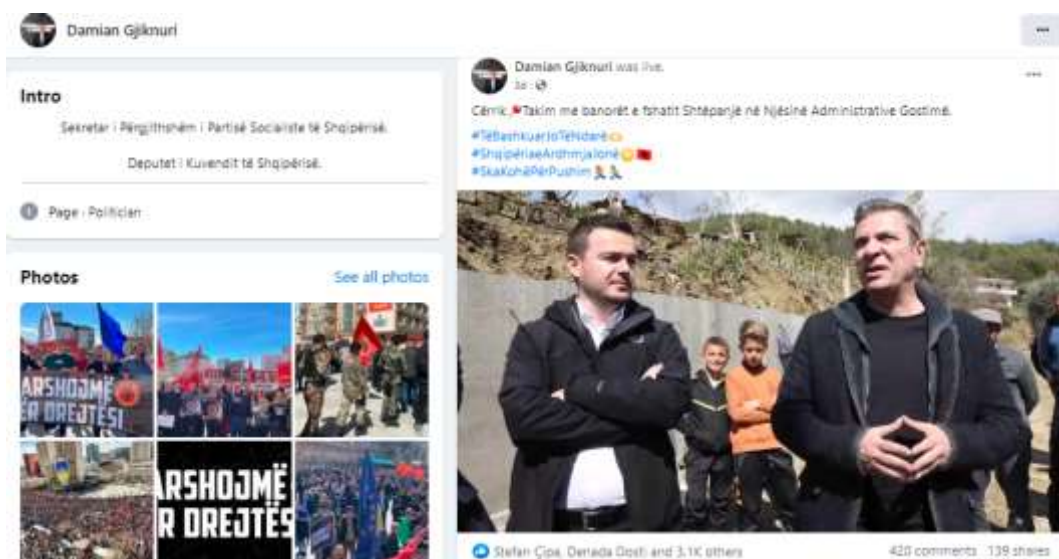 Damian Gjiknuri
Intro
Sekretar i Përgjithshëm i Partisë Socialiste të Shqipërisë.
Deputet i Kuvendit të Shqipërisë.
Page · Politician
Photos
See all photos
ARSHOJMË
ER DREJTËSI
ARSHOJMË
R DREJTËS
Damian Gjiknuri was live.
Cërrik,📍Takim me banorët e fshatit Shtëpanjë në Njësinë Administrative Gostimë.
#TëBashkuarJoTëNdarë
#ShqipëriaeArdhmjaJonë
#SkaKohëPërPushim
Stefan Çipa, Denada Dosti and 3.1K others
420 comments 139 shares